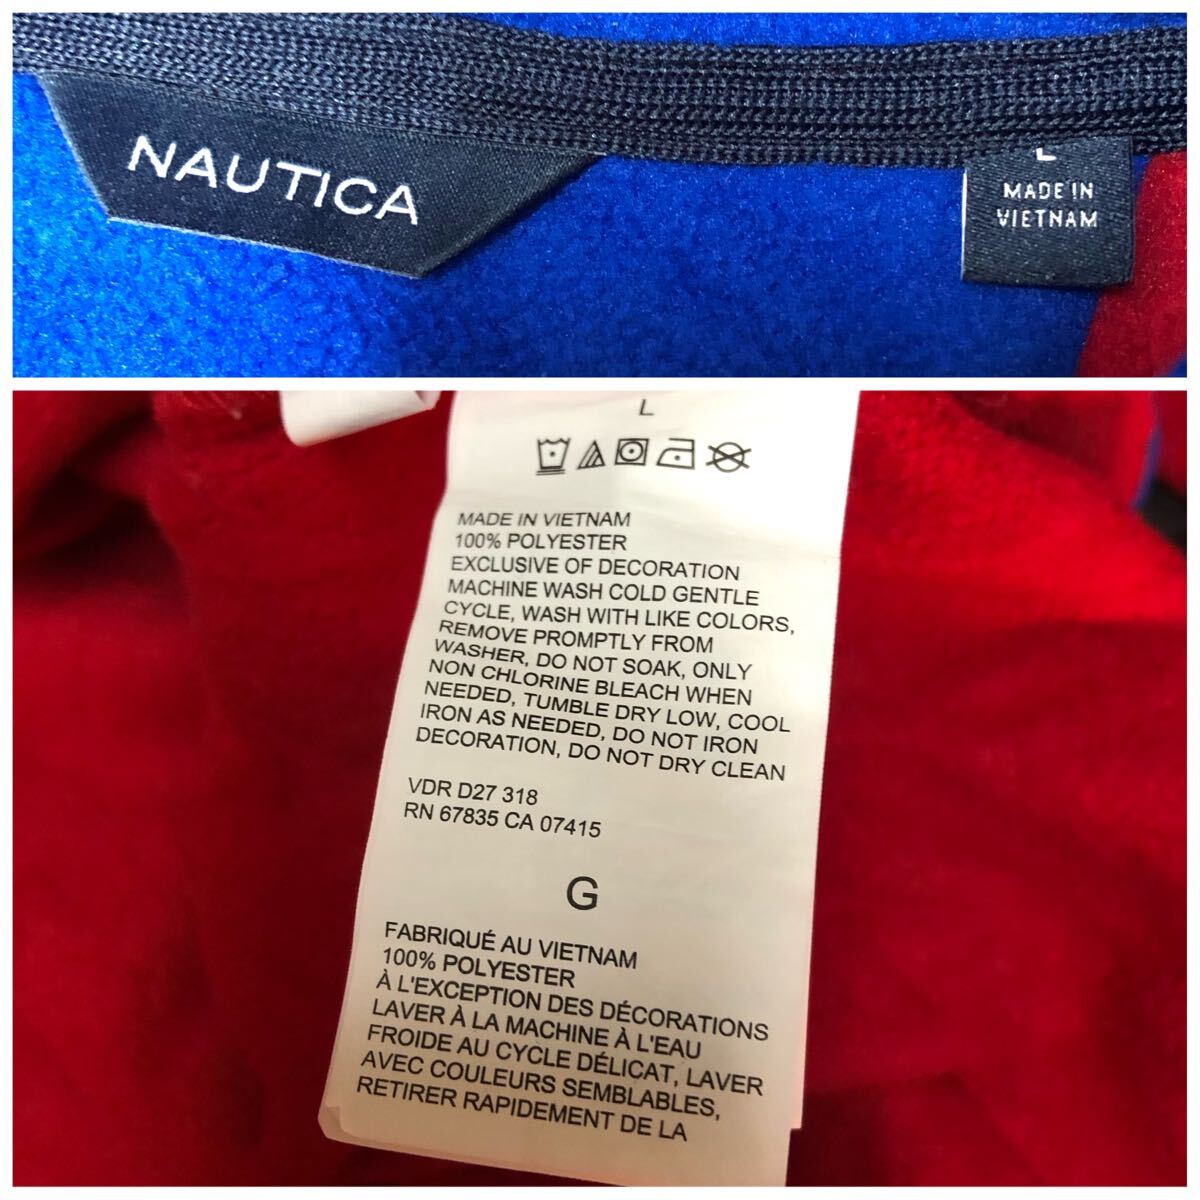 NAUTICA
L
MADE IN
VIETNAM
L
MADE IN VIETNAM
100% POLYESTER
EXCLUSIVE OF DECORATION
MACHINE WASH COLD GENTLE
CYCLE, WASH WITH LIKE COLORS,
REMOVE PROMPTLY FROM
WASHER, DO NOT SOAK, ONLY
NON CHLORINE BLEACH WHEN
NEEDED, TUMBLE DRY LOW, COOL
IRON AS NEEDED, DO NOT IRON
DECORATION, DO NOT DRY CLEAN
VDR D27 318
RN 67835 CA 07415
G
FABRIQUÉ AU VIETNAM
100% POLYESTER
À L'EXCEPTION DES DÉCORATIONS
LAVER À LA MACHINE À L'EAU
FROIDE AU CYCLE DÉLICAT, LAVER
AVEC COULEURS SEMBLABLES,
RETIRER RAPIDEMENT DE LA